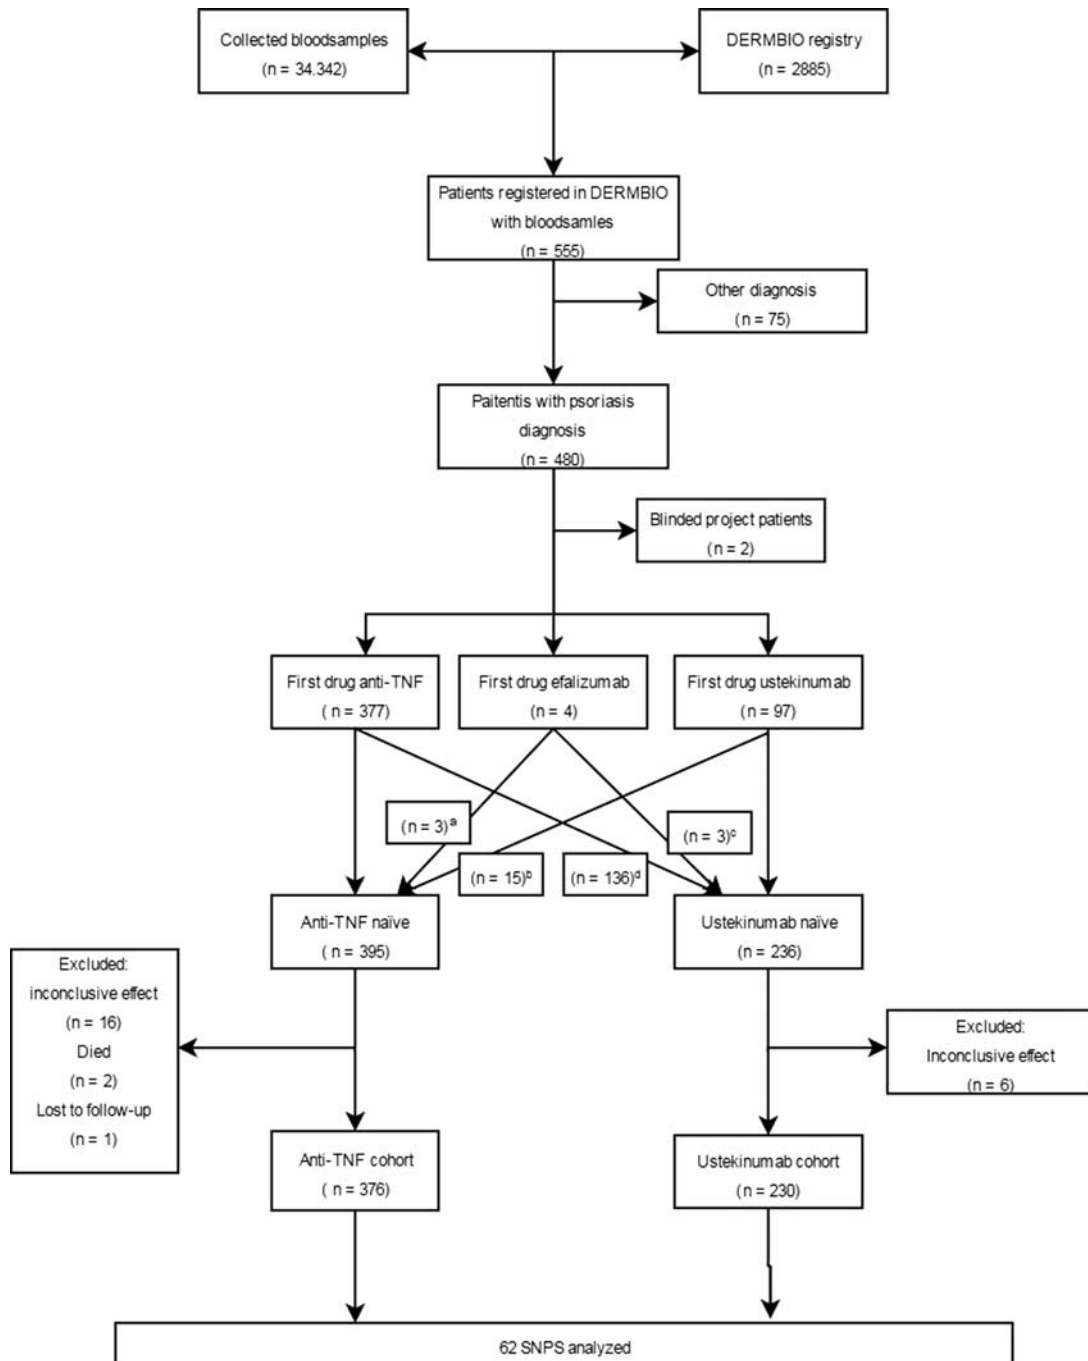 Collected bloodsamples
(n = 34.342)
DERMBIO registry
(n = 2885)
Patients registered in DERMBIO
with bloodsamles
(n = 555)
Other diagnosis
(n = 75)
Paitentis with psoriasis
diagnosis
(n = 480)
Blinded project patients
(n = 2)
First drug anti-TNF
( n = 377)
First drug efalizumab
(n = 4)
First drug ustekinumab
(n = 97)
(n = 3)a
(n = 3)c
(n = 15)b
(n = 136)d
Anti-TNF naïve
( n = 395)
Ustekinumab naïve
(n = 236)
Excluded:
inconclusive effect
(n = 16)
Died
(n = 2)
Lost to follow-up
(n = 1)
Excluded:
Inconclusive effect
(n = 6)
Anti-TNF cohort
( n = 376)
Ustekinumab cohort
(n = 230)
62 SNPS analyzed